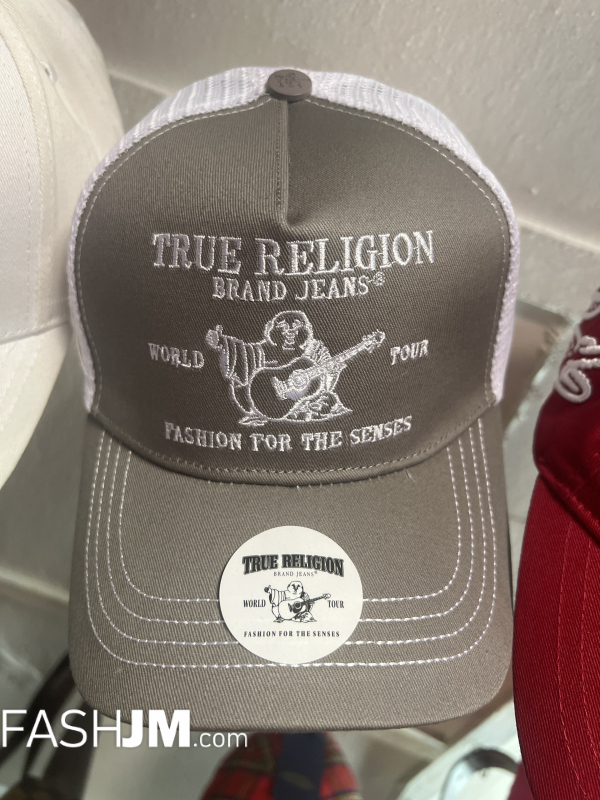 TRUE RELIGION
BRAND JEANS®
WORLD TOUR
FASHION FOR THE SENSES
TRUE RELIGION
BRAND JEANS®
WORLD TOUR
FASHION FOR THE SENSES
FASHJM.com